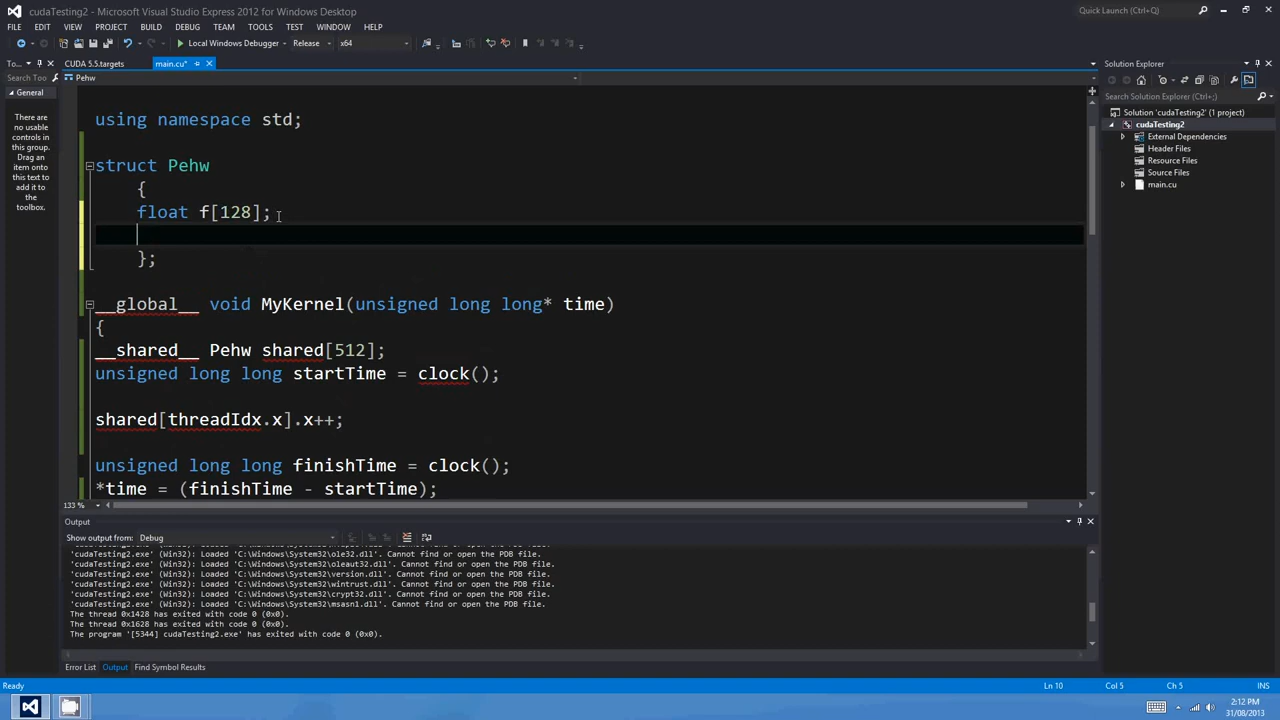 cudaTesting2 - Microsoft Visual Studio Express 2012 for Windows Desktop
Quick Launch (Ctrl+;)
FILE EDIT VIEW PROJECT BUILD DEBUG TEAM TOOLS TEST WINDOW HELP
Local Windows Debugger Release x64
To... CUDA 5.5.targets main.cu* Solution Explorer
Search Too Pehw
General
There are no usable controls in this group. Drag an item onto this text to add it to the toolbox.
using namespace std;
struct Pehw
{
float f[128];
};
__global__ void MyKernel(unsigned long long* time)
{
__shared__ Pehw shared[512];
unsigned long long startTime = clock();
shared[threadIdx.x].x++;
unsigned long long finishTime = clock();
*time = (finishTime - startTime);
133 %
Search Solution Explorer (Ctrl+;)
Solution 'cudaTesting2' (1 project)
cudaTesting2
External Dependencies
Header Files
Resource Files
Source Files
main.cu
Output
Show output from: Debug
'cudaTesting2.exe' (Win32): Loaded 'C:\Windows\System32\ole32.dll'. Cannot find or open the PDB file.
'cudaTesting2.exe' (Win32): Loaded 'C:\Windows\System32\oleaut32.dll'. Cannot find or open the PDB file.
'cudaTesting2.exe' (Win32): Loaded 'C:\Windows\System32\version.dll'. Cannot find or open the PDB file.
'cudaTesting2.exe' (Win32): Loaded 'C:\Windows\System32\wintrust.dll'. Cannot find or open the PDB file.
'cudaTesting2.exe' (Win32): Loaded 'C:\Windows\System32\crypt32.dll'. Cannot find or open the PDB file.
'cudaTesting2.exe' (Win32): Loaded 'C:\Windows\System32\msasn1.dll'. Cannot find or open the PDB file.
The thread 0x1428 has exited with code 0 (0x0).
The thread 0x1628 has exited with code 0 (0x0).
The program '[5344] cudaTesting2.exe' has exited with code 0 (0x0).
Error List Output Find Symbol Results
Ready Ln 10 Col 5 Ch 5 INS
2:12 PM
31/08/2013